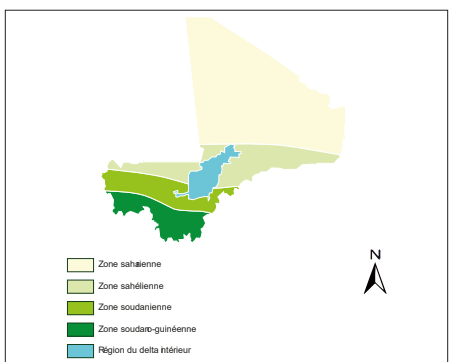 N
Zone saharienne
Zone sahélienne
Zone soudanienne
Zone soudano-guinéenne
Région du delta intérieur